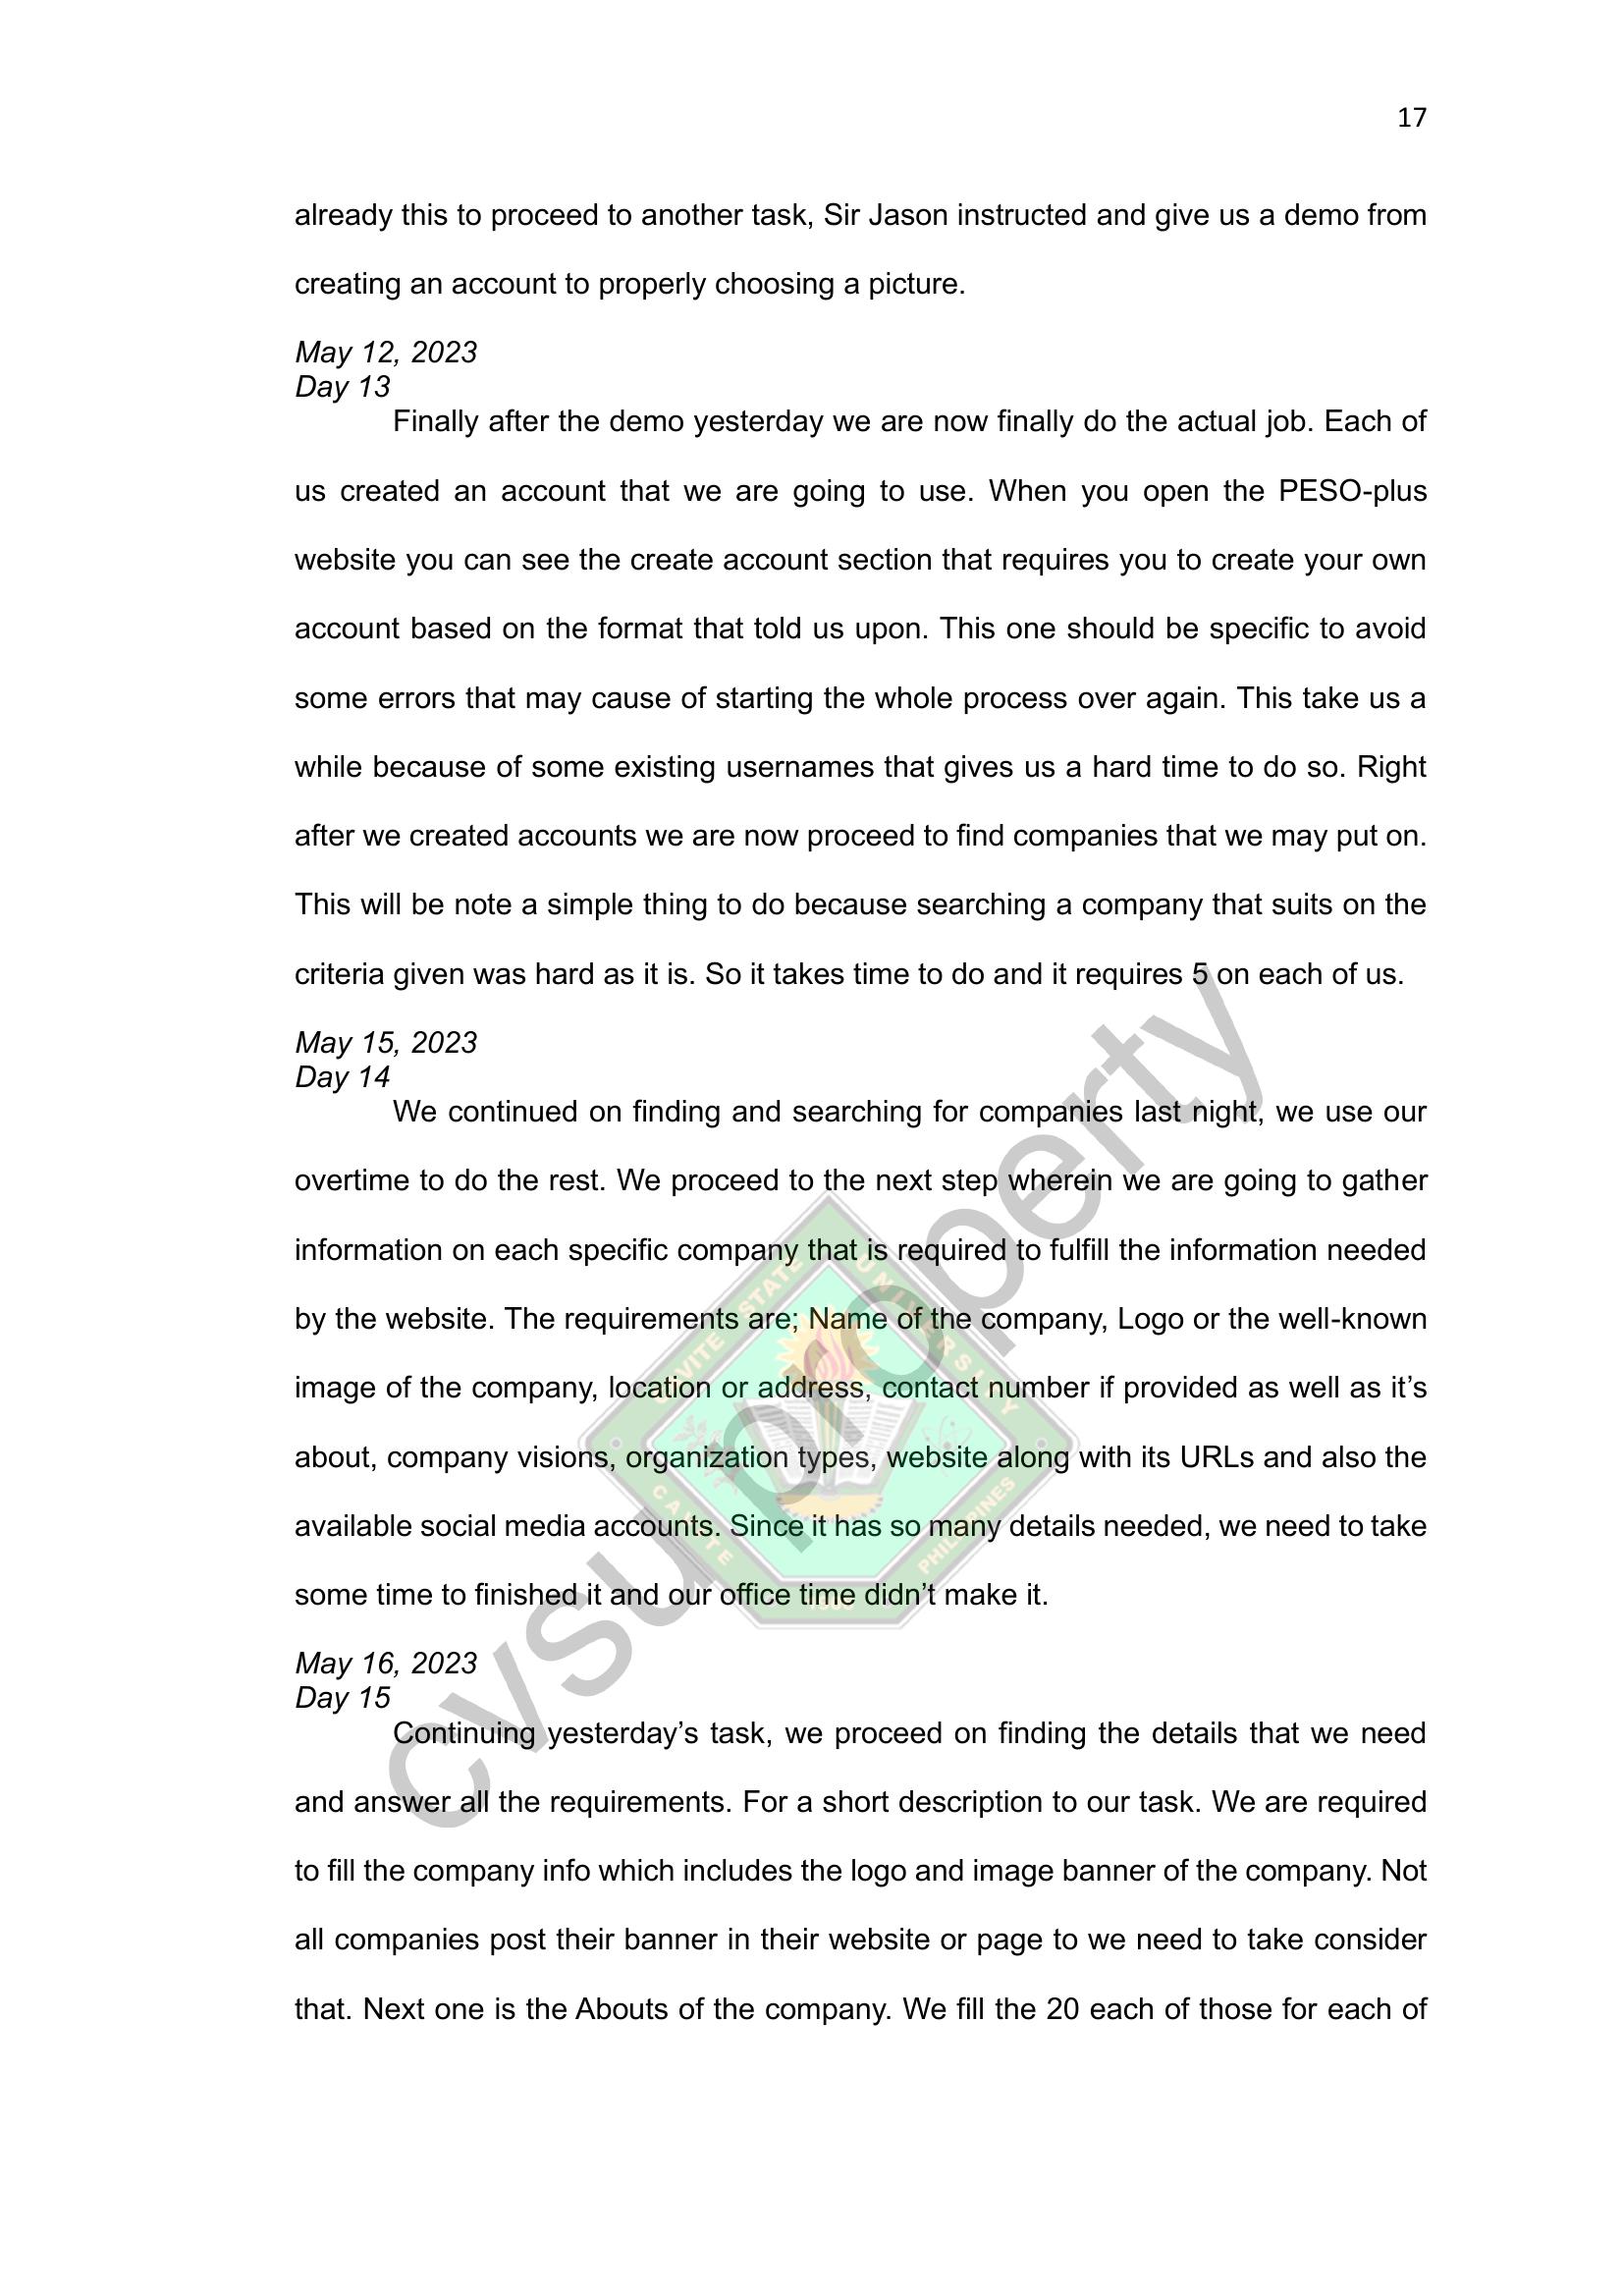 17
already this to proceed to another task, Sir Jason instructed and give us a demo from
creating an account to properly choosing a picture.
May 12, 2023
Day 13
Finally after the demo yesterday we are now finally do the actual job. Each of
us created an account that we are going to use. When you open the PESO-plus
website you can see the create account section that requires you to create your own
account based on the format that told us upon. This one should be specific to avoid
some errors that may cause of starting the whole process over again. This take us a
while because of some existing usernames that gives us a hard time to do so. Right
after we created accounts we are now proceed to find companies that we may put on.
This will be note a simple thing to do because searching a company that suits on the
criteria given was hard as it is. So it takes time to do and it requires 5 on each of us.
May 15, 2023
Day 14
We continued on finding and searching for companies last night, we use our
overtime to do the rest. We proceed to the next step wherein we are going to gather
information on each specific company that is required to fulfill the information needed
by the website. The requirements are; Name of the company, Logo or the well-known
image of the company, location or address, contact number if provided as well as it’s
about, company visions, organization types, website along with its URLs and also the
available social media accounts. Since it has so many details needed, we need to take
some time to finished it and our office time didn’t make it.
May 16, 2023
Day 15
Continuing yesterday’s task, we proceed on finding the details that we need
and answer all the requirements. For a short description to our task. We are required
to fill the company info which includes the logo and image banner of the company. Not
all companies post their banner in their website or page to we need to take consider
that. Next one is the Abouts of the company. We fill the 20 each of those for each of
cvsu property
CAVITE STATE UNIVERSITY
CAVITE
PHILIPPINES